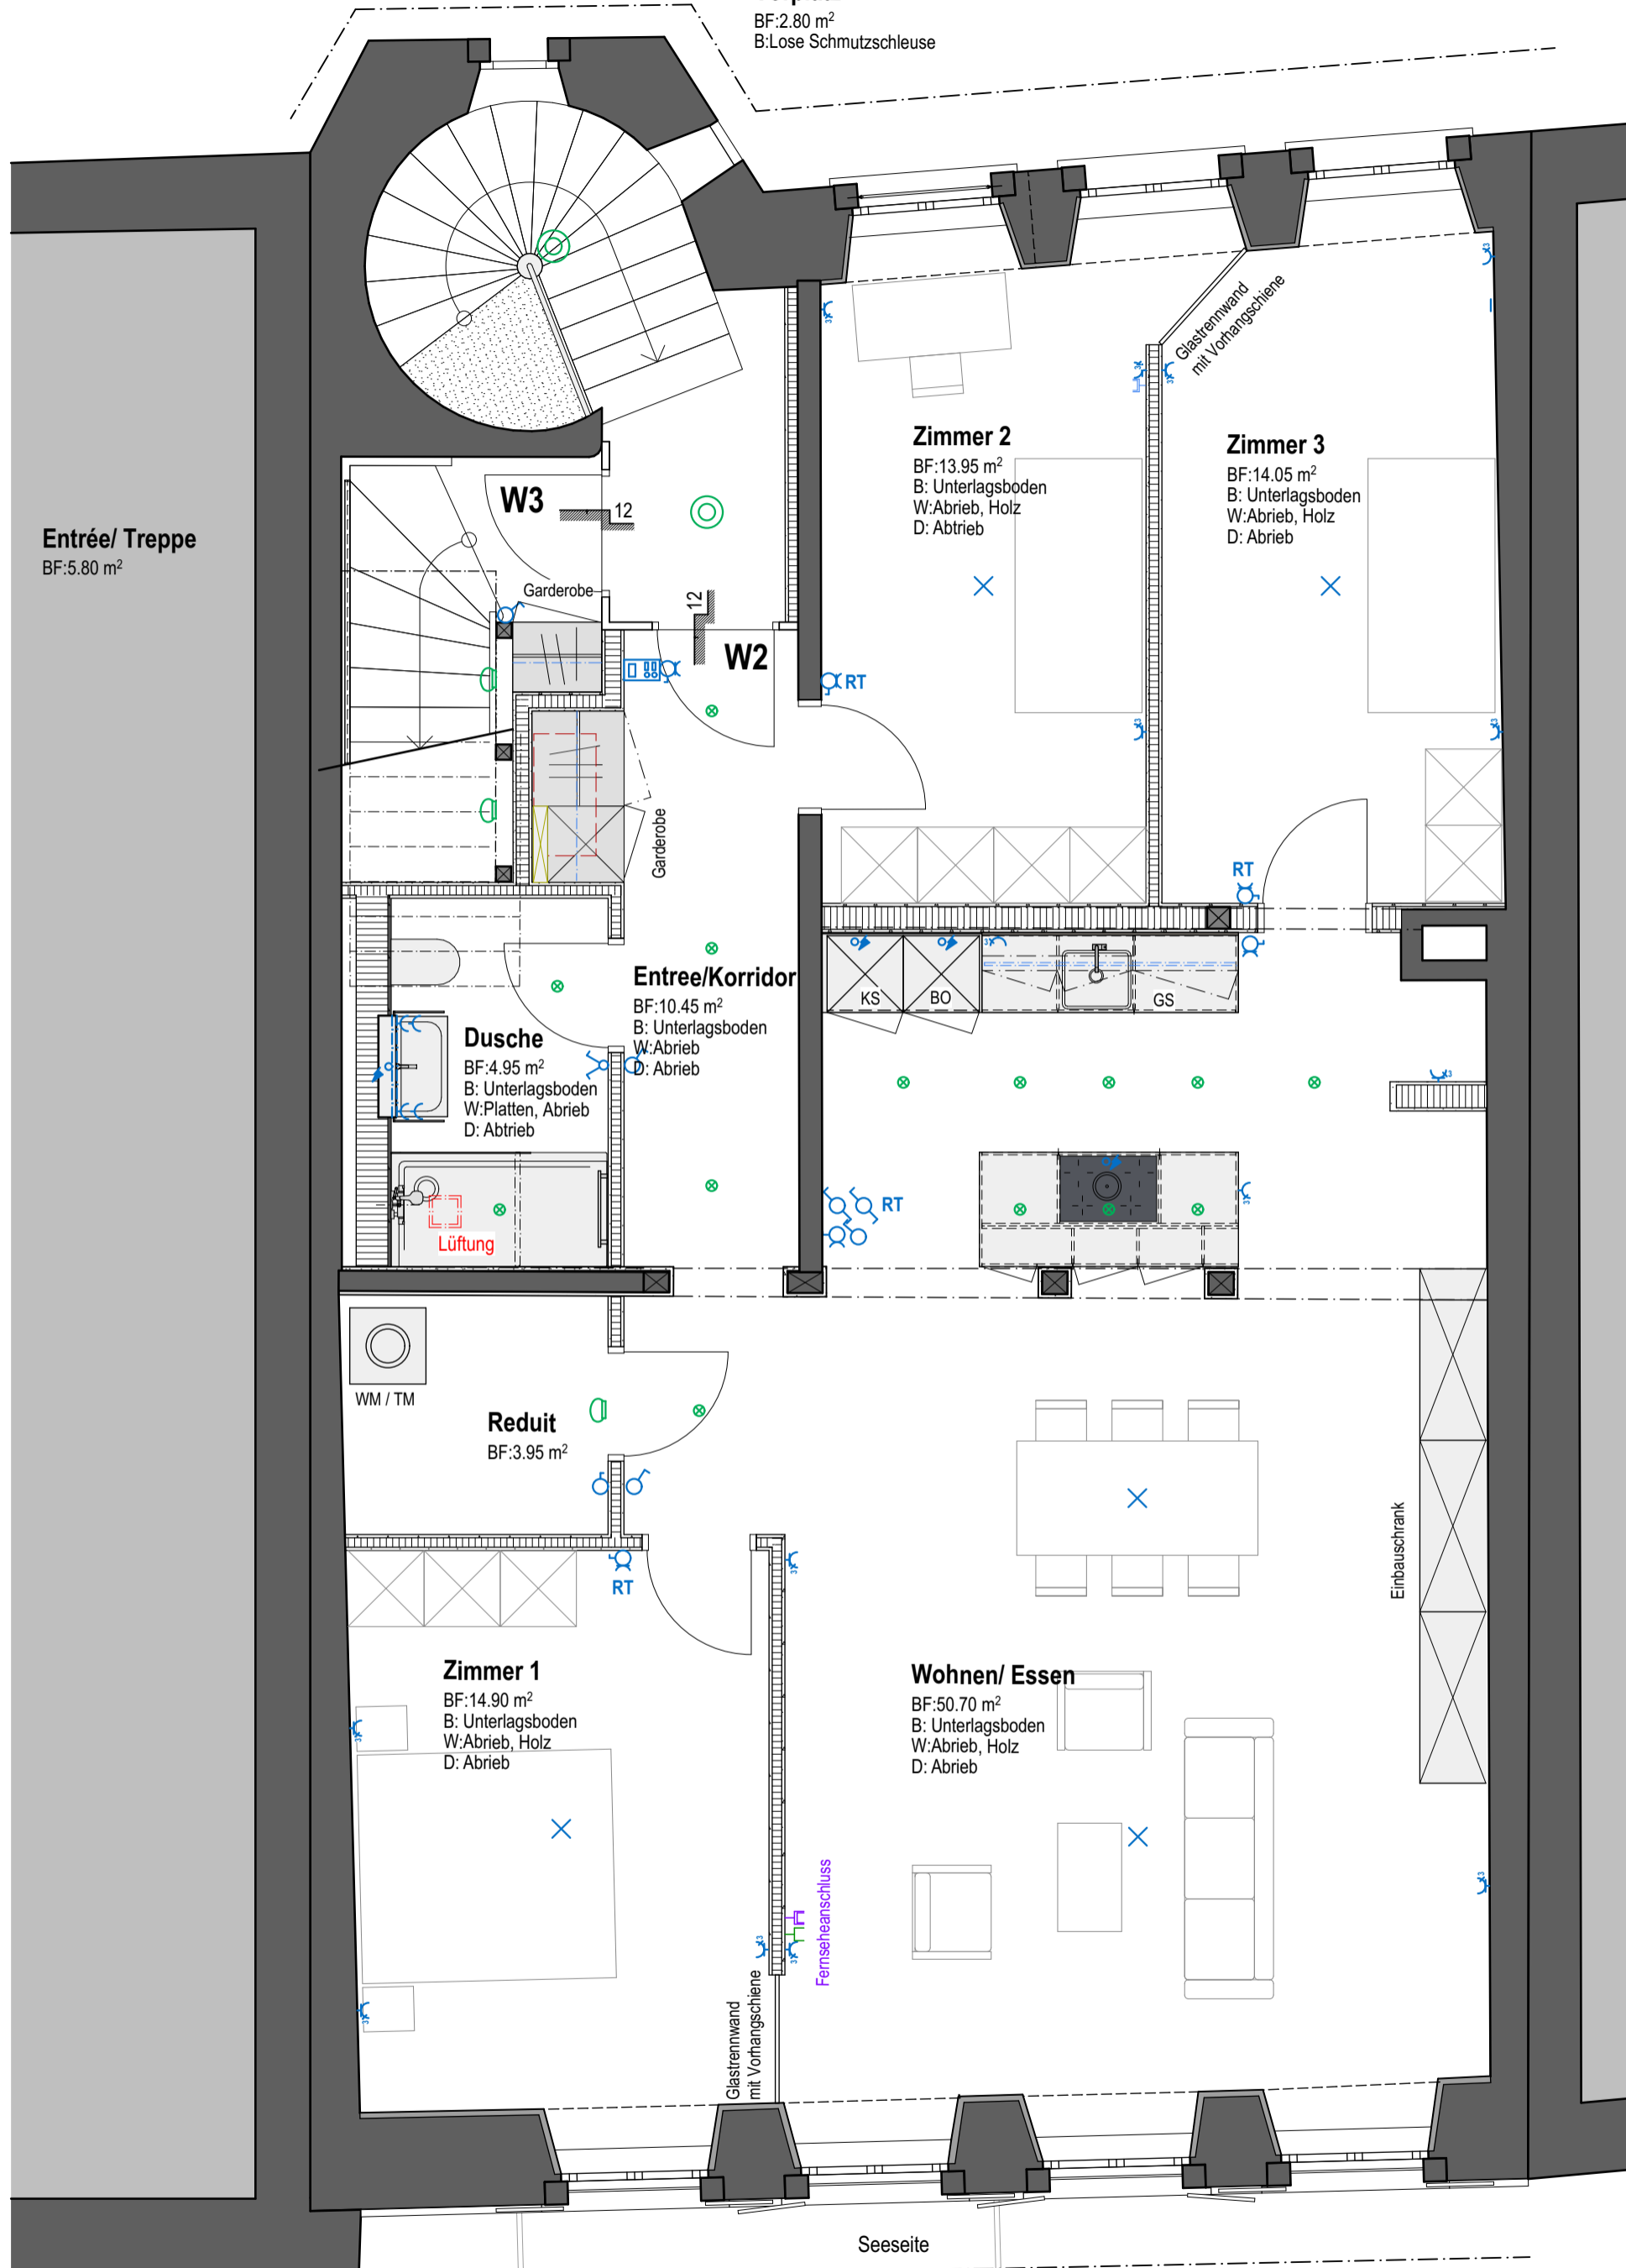 BF:2.80 m²
B:Lose Schmutzschleuse
Glastrennwand
mit Vorhangschiene
Zimmer 2
BF:13.95 m²
B: Unterlagsboden
W:Abrieb, Holz
D: Abtrieb
Zimmer 3
BF:14.05 m²
B: Unterlagsboden
W:Abrieb, Holz
D: Abrieb
W3
12
Entrée/ Treppe
BF:5.80 m²
Garderobe
12
W2
RT
Garderobe
RT
Entree/Korridor
BF:10.45 m²
B: Unterlagsboden
W:Abrieb
D: Abrieb
KS
BO
GS
3x
Dusche
BF:4.95 m²
B: Unterlagsboden
W:Platten, Abrieb
D: Abtrieb
RT
Lüftung
WM / TM
Reduit
BF:3.95 m²
Einbauschrank
RT
Zimmer 1
BF:14.90 m²
B: Unterlagsboden
W:Abrieb, Holz
D: Abrieb
Wohnen/ Essen
BF:50.70 m²
B: Unterlagsboden
W:Abrieb, Holz
D: Abrieb
Fernseheanschluss
Glastrennwand
mit Vorhangschiene
Seeseite